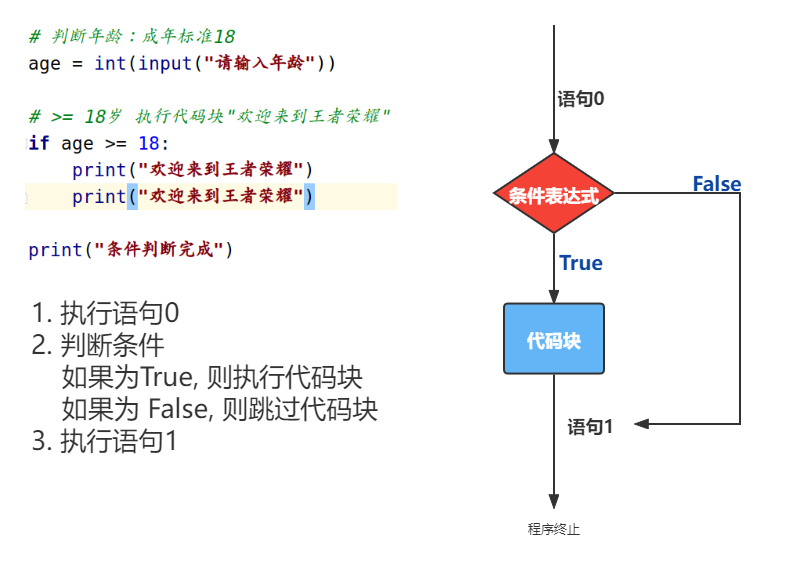 # 判断年龄：成年标准18
age = int(input("请输入年龄"))
# >= 18岁 执行代码块"欢迎来到王者荣耀"
if age >= 18:
print("欢迎来到王者荣耀")
print("欢迎来到王者荣耀")
print("条件判断完成")
1. 执行语句0
2. 判断条件
如果为True, 则执行代码块
如果为 False, 则跳过代码块
3. 执行语句1
语句0
条件表达式
False
True
代码块
语句1
程序终止